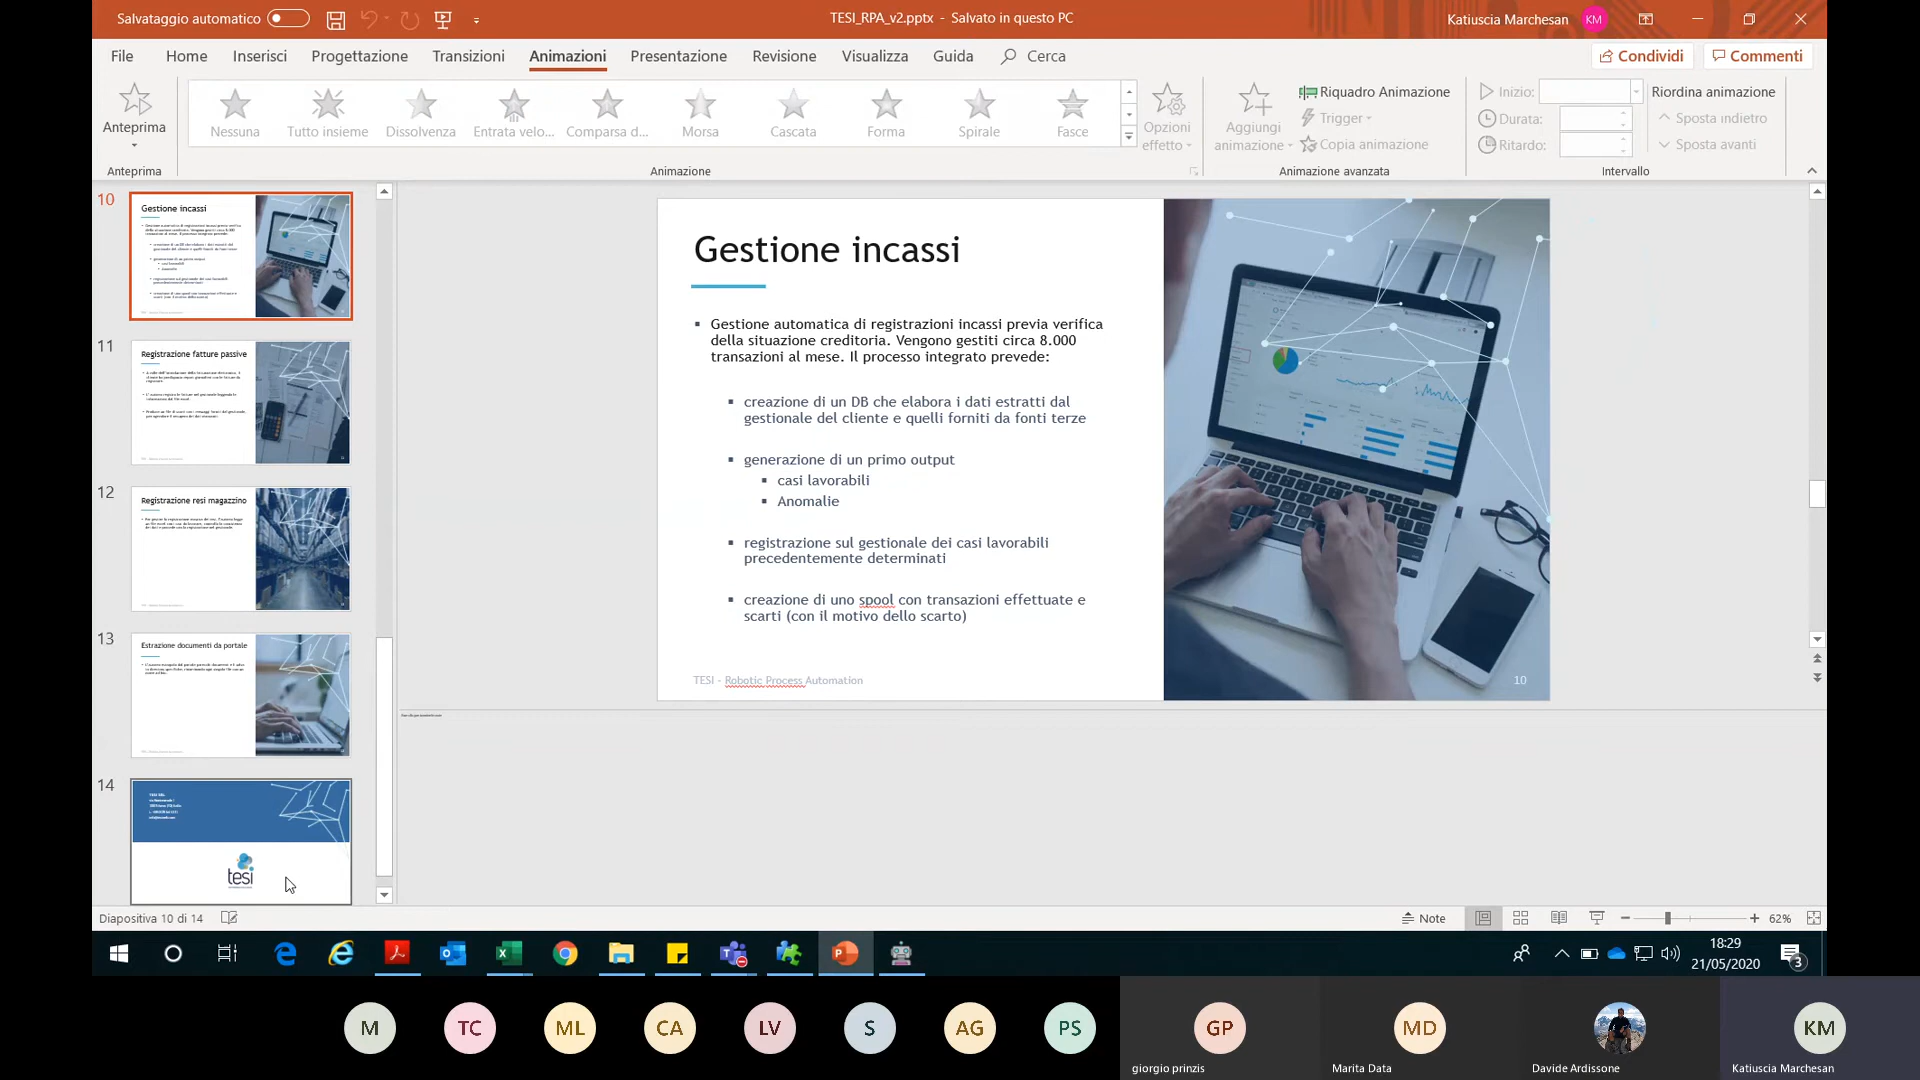 Salvataggio automatico
TESI_RPA_v2.pptx - Salvato in questo PC
Katiuscia Marchesan
KM
File
Home
Inserisci
Progettazione
Transizioni
Animazioni
Presentazione
Revisione
Visualizza
Guida
Cerca
Condividi
Commenti
Anteprima
Nessuna
Tutto insieme
Dissolvenza
Entrata velo...
Comparsa d...
Morsa
Cascata
Forma
Spirale
Fasce
Opzioni
effetto
Aggiungi
animazione
Riquadro Animazione
Trigger
Copia animazione
Inizio:
Durata:
Ritardo:
Riordina animazione
Sposta indietro
Sposta avanti
Anteprima
Animazione
Animazione avanzata
Intervallo
10
Gestione incassi
11
Registrazione fatture passive
12
Registrazione resi magazzino
13
Estrazione documenti da portale
14
tesi
Gestione incassi
▪ Gestione automatica di registrazioni incassi previa verifica
della situazione creditoria. Vengono gestiti circa 8.000
transazioni al mese. Il processo integrato prevede:
▪ creazione di un DB che elabora i dati estratti dal
gestionale del cliente e quelli forniti da fonti terze
▪ generazione di un primo output
▪ casi lavorabili
▪ Anomalie
▪ registrazione sul gestionale dei casi lavorabili
precedentemente determinati
▪ creazione di uno spool con transazioni effettuate e
scarti (con il motivo dello scarto)
TESI - Robotic Process Automation
10
Diapositiva 10 di 14
Note
62%
18:29
21/05/2020
3
M
TC
ML
CA
LV
S
AG
PS
GP
MD
KM
giorgio prinzis
Marita Data
Davide Ardissone
Katiuscia Marchesan